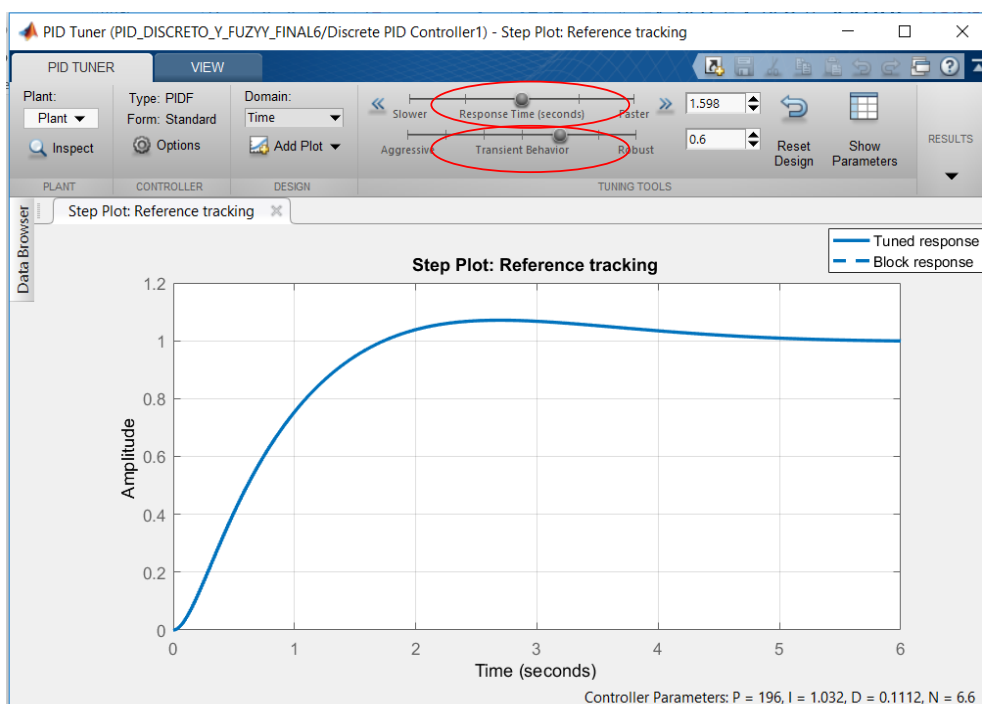 PID Tuner (PID_DISCRETO_Y_FUZYY_FINAL6/Discrete PID Controller1) - Step Plot: Reference tracking
PID TUNER VIEW
Plant: Type: PIDF Domain:
Plant Form: Standard Time Slower Response Time (seconds) Faster 1.598
Inspect Options Add Plot Aggressive Transient Behavior Robust 0.6 Reset Design Show Parameters RESULTS
PLANT CONTROLLER DESIGN TUNING TOOLS
Step Plot: Reference tracking
Data Browser
Tuned response
Block response
Step Plot: Reference tracking
1.2
1
0.8
0.6
0.4
0.2
0
Amplitude
0 1 2 3 4 5 6
Time (seconds)
Controller Parameters: P = 196, I = 1.032, D = 0.1112, N = 6.6